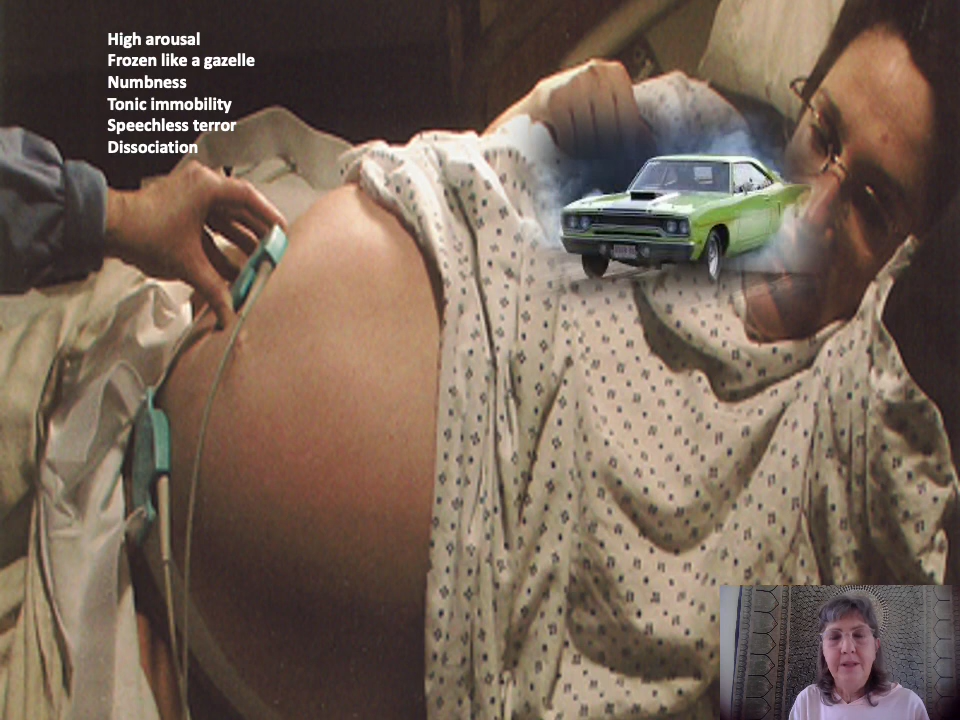 High arousal
Frozen like a gazelle
Numbness
Tonic immobility
Speechless terror
Dissociation